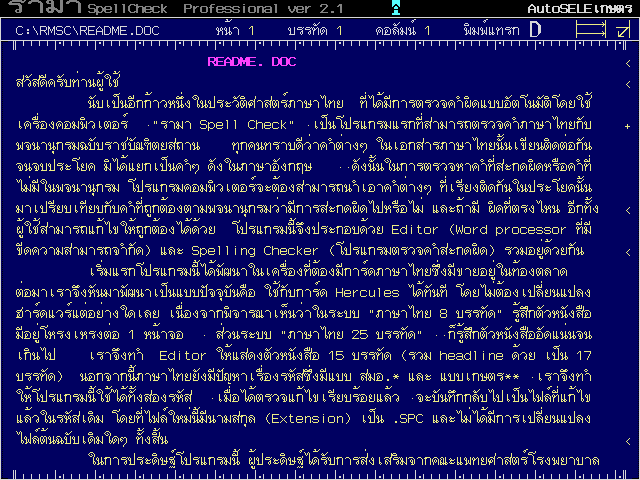 รามา SpellCheck Professional ver 2.1 A AutoSELEเกษตร
C:\RMSC\README.DOC หน้า 1 บรรทัด 1 คอลัมน์ 1 พิมพ์แทรก D
README. DOC
สวัสดีครับท่านผู้ใช้
นับเป็นอีกก้าวหนึ่งในประวัติศาสตร์ภาษาไทย ที่ได้มีการตรวจคำผิดแบบอัตโนมัติโดยใช้
เครื่องคอมพิวเตอร์ "รามา Spell Check" เป็นโปรแกรมแรกที่สามารถตรวจคำภาษาไทยกับ
พจนานุกรมฉบับราชบัณฑิตยสถาน ทุกคนทราบดีว่าคำต่างๆ ในเอกสารภาษาไทยนั้นเขียนติดต่อกัน
จนจบประโยค มิได้แยกเป็นคำๆ ดังในภาษาอังกฤษ ดังนั้นในการตรวจหาคำที่สะกดผิดหรือคำที่
ไม่มีในพจนานุกรม โปรแกรมคอมพิวเตอร์จะต้องสามารถนำเอาคำต่างๆ ที่เรียงติดกันในประโยคนั้น
มาเปรียบเทียบกับคำที่ถูกต้องตามพจนานุกรมว่ามีการสะกดผิดไปหรือไม่ และถ้ามี ผิดที่ตรงไหน อีกทั้ง
ผู้ใช้สามารถแก้ไขให้ถูกต้องได้ด้วย โปรแกรมนี้จึงประกอบด้วย Editor (Word processor ที่มี
ขีดความสามารถจำกัด) และ Spelling Checker (โปรแกรมตรวจคำสะกดผิด) รวมอยู่ด้วยกัน
เริ่มแรกโปรแกรมนี้ได้พัฒนาในเครื่องที่ต้องมีการ์ดภาษาไทยซึ่งมีขายอยู่ในท้องตลาด
ต่อมาเราจึงหันมาพัฒนาเป็นแบบปัจจุบันคือ ใช้กับการ์ด Hercules ได้ทันที โดยไม่ต้องเปลี่ยนแปลง
ฮาร์ดแวร์แต่อย่างใดเลย เนื่องจากพิจารณาเห็นว่าในระบบ "ภาษาไทย 8 บรรทัด" รู้สึกตัวหนังสือ
มีอยู่โหรงเหรงต่อ 1 หน้าจอ ส่วนระบบ "ภาษาไทย 25 บรรทัด" ก็รู้สึกตัวหนังสืออัดแน่นจน
เกินไป เราจึงทำ Editor ให้แสดงตัวหนังสือ 15 บรรทัด (รวม headline ด้วย เป็น 17
บรรทัด) นอกจากนี้ภาษาไทยยังมีปัญหาเรื่องรหัสซึ่งมีแบบ สมอ.* และ แบบเกษตร** เราจึงทำ
ให้โปรแกรมนี้ใช้ได้ทั้งสองรหัส เมื่อได้ตรวจแก้ไขเรียบร้อยแล้ว จะบันทึกกลับไปเป็นไฟล์ที่แก้ไข
แล้วในรหัสเดิม โดยที่ไฟล์ใหม่นี้มีนามสกุล (Extension) เป็น .SPC และไม่ได้มีการเปลี่ยนแปลง
ไฟล์ต้นฉบับเดิมใดๆ ทั้งสิ้น
ในการประดิษฐ์โปรแกรมนี้ ผู้ประดิษฐ์ได้รับการส่งเสริมจากคณะแพทยศาสตร์โรงพยาบาล